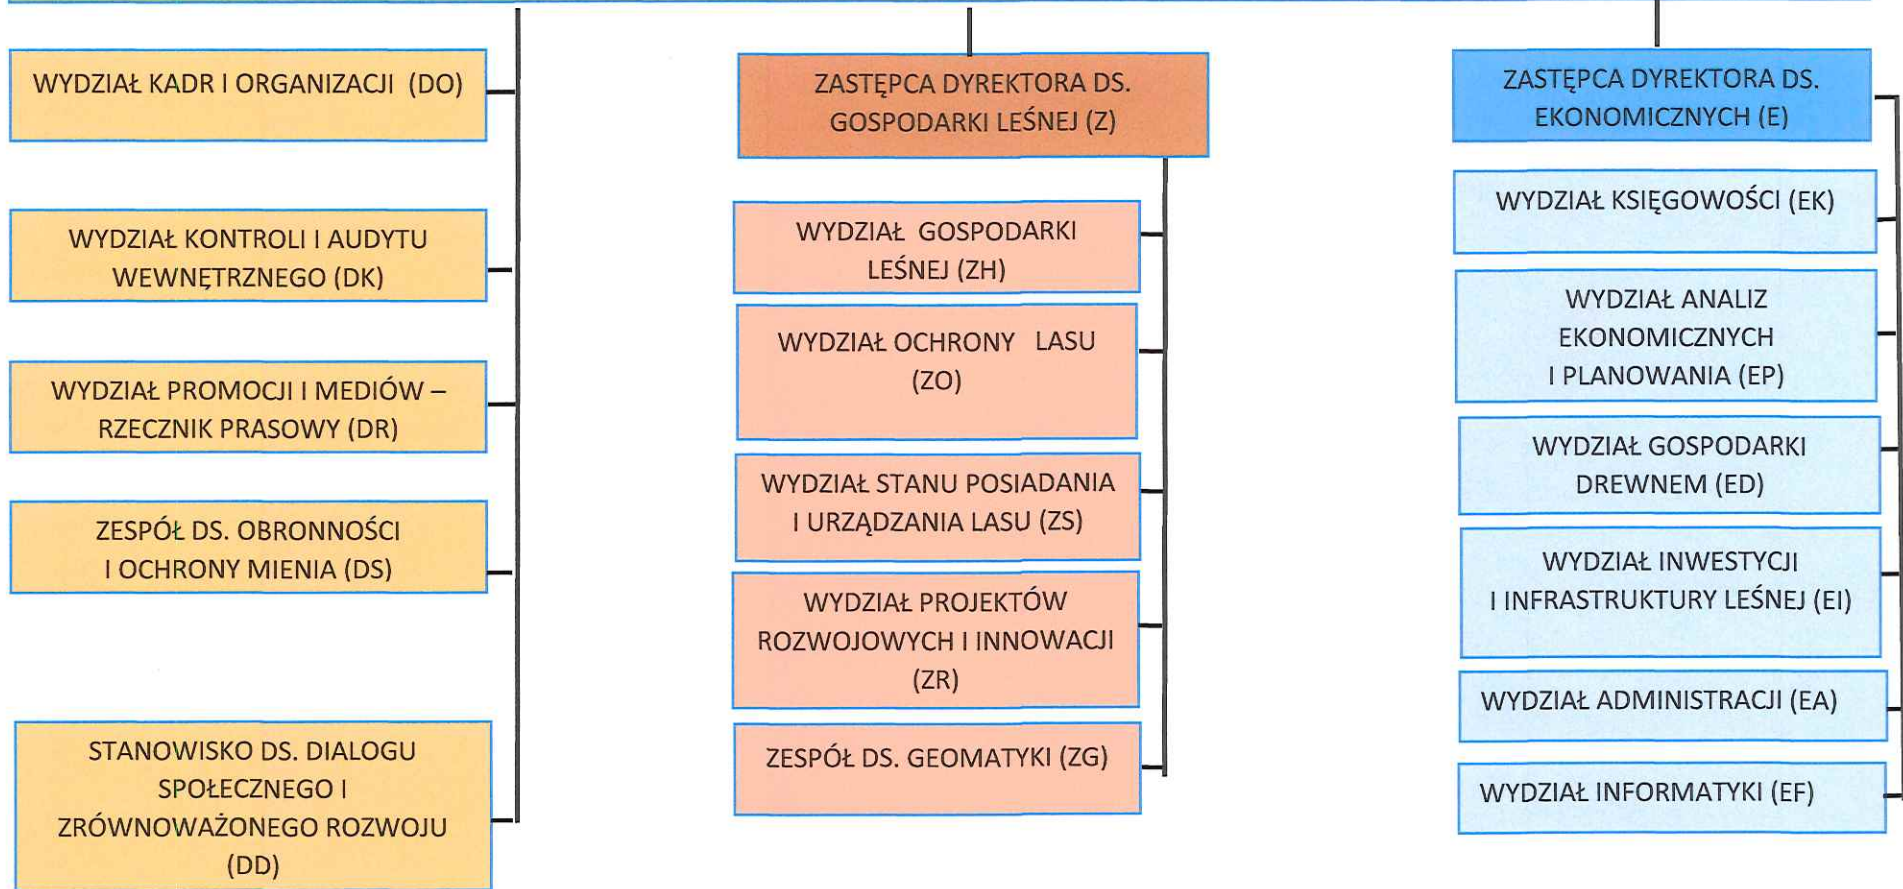 WYDZIAŁ KADR I ORGANIZACJI (DO)
WYDZIAŁ KONTROLI I AUDYTU
WEWNĘTRZNEGO (DK)
WYDZIAŁ PROMOCJI I MEDIÓW –
RZECZNIK PRASOWY (DR)
ZESPÓŁ DS. OBRONNOŚCI
I OCHRONY MIENIA (DS)
STANOWISKO DS. DIALOGU
SPOŁECZNEGO I
ZRÓWNOWAŻONEGO ROZWOJU
(DD)
ZASTĘPCA DYREKTORA DS.
GOSPODARKI LEŚNEJ (Z)
WYDZIAŁ GOSPODARKI
LEŚNEJ (ZH)
WYDZIAŁ OCHRONY LASU
(ZO)
WYDZIAŁ STANU POSIADANIA
I URZĄDZANIA LASU (ZS)
WYDZIAŁ PROJEKTÓW
ROZWOJOWYCH I INNOWACJI
(ZR)
ZESPÓŁ DS. GEOMATYKI (ZG)
ZASTĘPCA DYREKTORA DS.
EKONOMICZNYCH (E)
WYDZIAŁ KSIĘGOWOŚCI (EK)
WYDZIAŁ ANALIZ
EKONOMICZNYCH
I PLANOWANIA (EP)
WYDZIAŁ GOSPODARKI
DREWNEM (ED)
WYDZIAŁ INWESTYCJI
I INFRASTRUKTURY LEŚNEJ (EI)
WYDZIAŁ ADMINISTRACJI (EA)
WYDZIAŁ INFORMATYKI (EF)